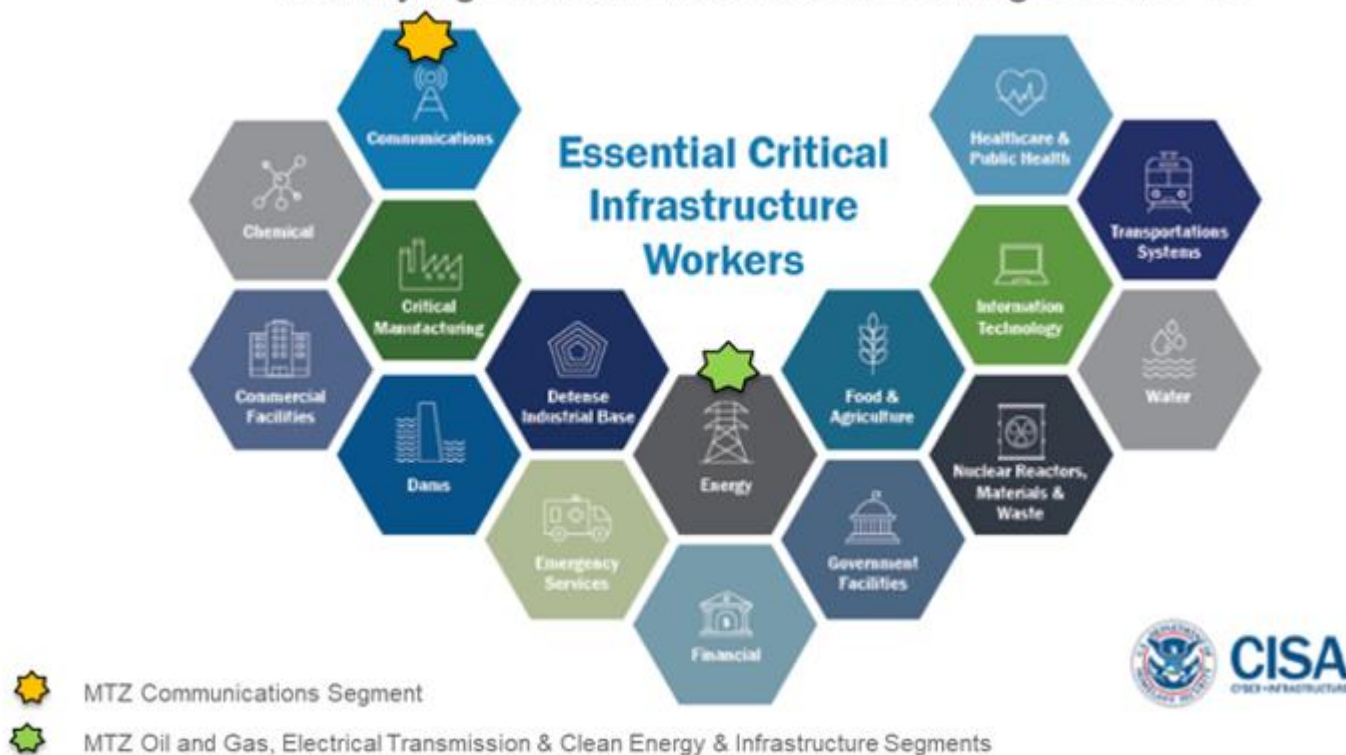 Essential Critical
Infrastructure
Workers
Communications
Healthcare &
Public Health
Chemical
Transportations
Systems
Critical
Manufacturing
Information
Technology
Commercial
Facilities
Defense
Industrial Base
Food &
Agriculture
Water
Dams
Energy
Nuclear Reactors,
Materials &
Waste
Emergency
Services
Government
Facilities
Financial
CISA
CYBER+INFRASTRUCTURE
MTZ Communications Segment
MTZ Oil and Gas, Electrical Transmission & Clean Energy & Infrastructure Segments